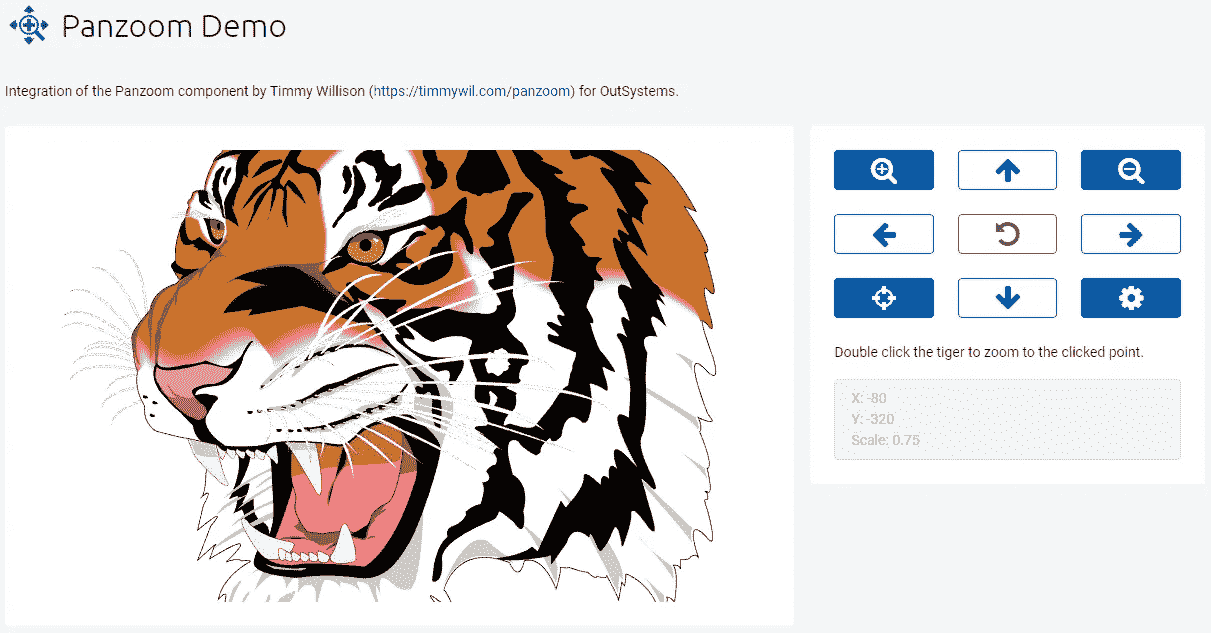 Panzoom Demo
Integration of the Panzoom component by Timmy Willison (https://timmywil.com/panzoom) for OutSystems.
Double click the tiger to zoom to the clicked point.
X: -80
Y: -320
Scale: 0.75